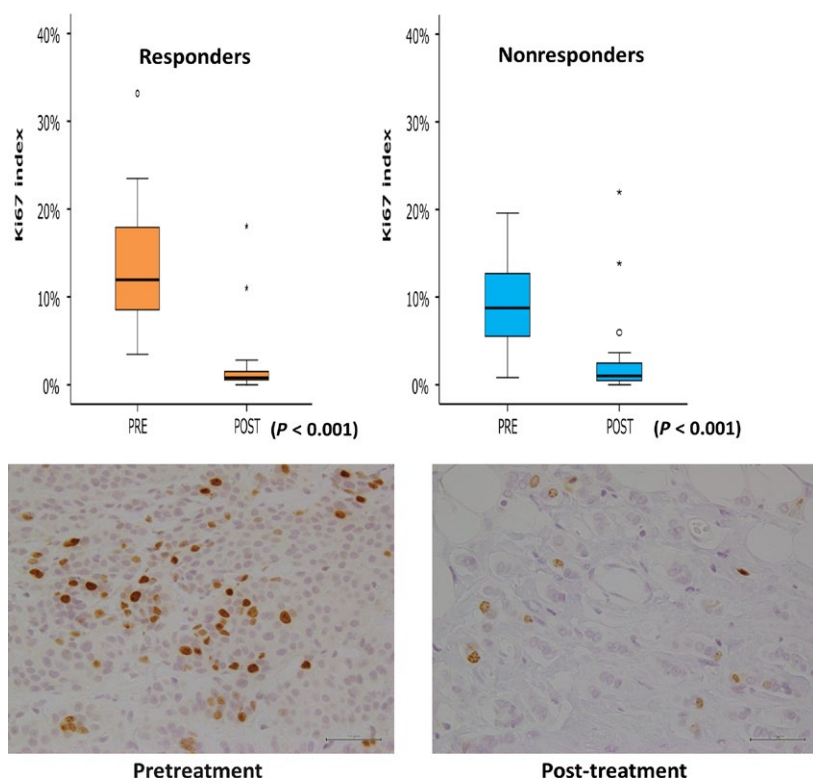 Responders
Ki67 index
40%
30%
20%
10%
0%
PRE
POST
(P < 0.001)
Nonresponders
Ki67 index
40%
30%
20%
10%
0%
PRE
POST
(P < 0.001)
Pretreatment
Post-treatment